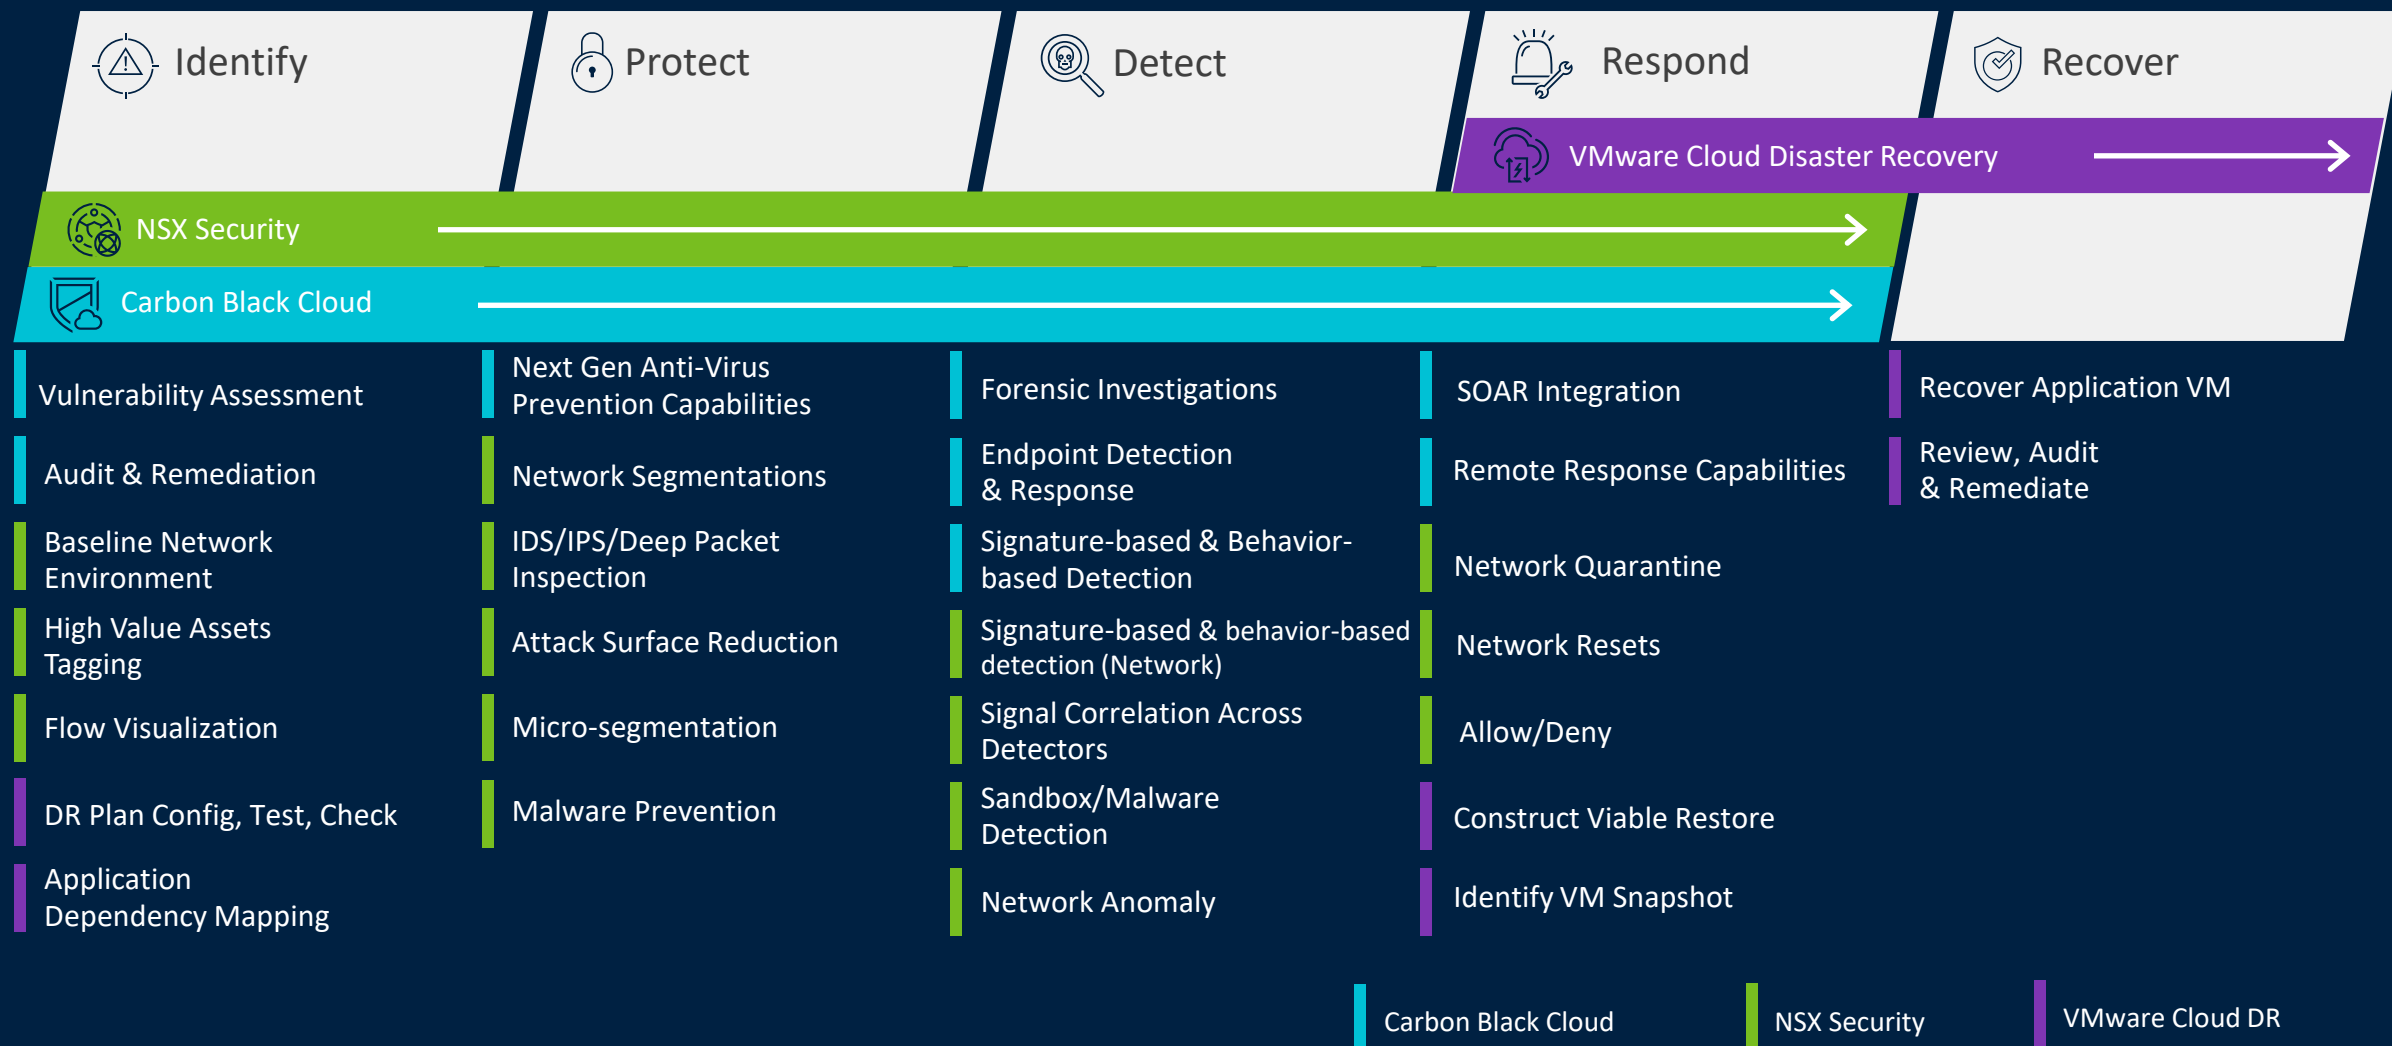 Identify
Protect
Detect
Respond
Recover
VMware Cloud Disaster Recovery
NSX Security
Carbon Black Cloud
Vulnerability Assessment
Audit & Remediation
Baseline Network
Environment
High Value Assets
Tagging
Flow Visualization
DR Plan Config, Test, Check
Application
Dependency Mapping
Next Gen Anti-Virus
Prevention Capabilities
Network Segmentations
IDS/IPS/Deep Packet
Inspection
Attack Surface Reduction
Micro-segmentation
Malware Prevention
Forensic Investigations
Endpoint Detection
& Response
Signature-based & Behavior-
based Detection
Signature-based & behavior-based
detection (Network)
Signal Correlation Across
Detectors
Sandbox/Malware
Detection
Network Anomaly
SOAR Integration
Remote Response Capabilities
Network Quarantine
Network Resets
Allow/Deny
Construct Viable Restore
Identify VM Snapshot
Recover Application VM
Review, Audit
& Remediate
Carbon Black Cloud
NSX Security
VMware Cloud DR